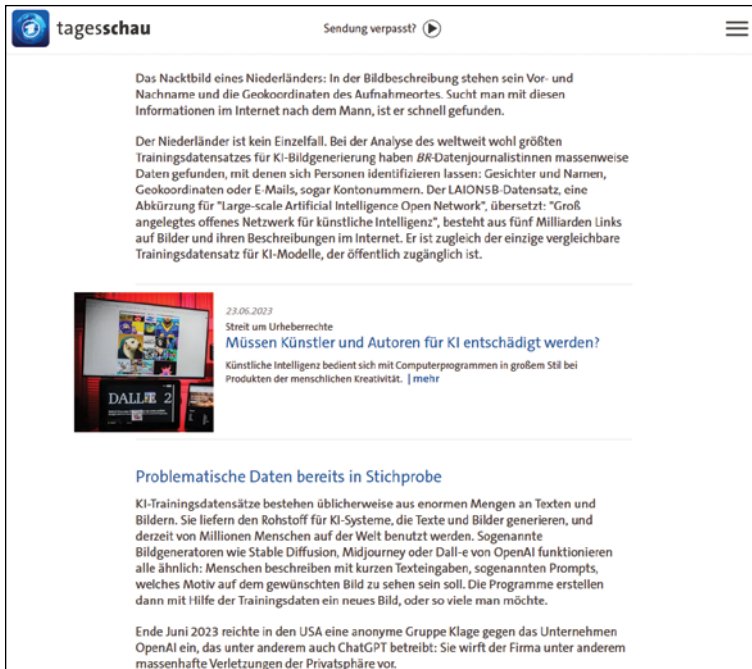 tagesschau
Sendung verpasst?
Das Nacktbild eines Niederländers: In der Bildbeschreibung stehen sein Vor- und
Nachname und die Geokoordinaten des Aufnahmeortes. Sucht man mit diesen
Informationen im Internet nach dem Mann, ist er schnell gefunden.
Der Niederländer ist kein Einzelfall. Bei der Analyse des weltweit wohl größten
Trainingsdatensatzes für KI-Bildgenerierung haben BR-Datenjournalistinnen massenweise
Daten gefunden, mit denen sich Personen identifizieren lassen: Gesichter und Namen,
Geokoordinaten oder E-Mails, sogar Kontonummern. Der LAION5B-Datensatz, eine
Abkürzung für "Large-scale Artificial Intelligence Open Network", übersetzt: "Groß
angelegtes offenes Netzwerk für künstliche Intelligenz", besteht aus fünf Milliarden Links
auf Bilder und ihren Beschreibungen im Internet. Er ist zugleich der einzige vergleichbare
Trainingsdatensatz für KI-Modelle, der öffentlich zugänglich ist.
23.06.2023
Streit um Urheberrechte
Müssen Künstler und Autoren für KI entschädigt werden?
Künstliche Intelligenz bedient sich mit Computerprogrammen in großem Stil bei
Produkten der menschlichen Kreativität. | mehr
DALL·E 2
Problematische Daten bereits in Stichprobe
KI-Trainingsdatensätze bestehen üblicherweise aus enormen Mengen an Texten und
Bildern. Sie liefern den Rohstoff für KI-Systeme, die Texte und Bilder generieren, und
derzeit von Millionen Menschen auf der Welt benutzt werden. Sogenannte
Bildgeneratoren wie Stable Diffusion, Midjourney oder Dall-e von OpenAI funktionieren
alle ähnlich: Menschen beschreiben mit kurzen Texteingaben, sogenannten Prompts,
welches Motiv auf dem gewünschten Bild zu sehen sein soll. Die Programme erstellen
dann mit Hilfe der Trainingsdaten ein neues Bild, oder so viele man möchte.
Ende Juni 2023 reichte in den USA eine anonyme Gruppe Klage gegen das Unternehmen
OpenAI ein, das unter anderem auch ChatGPT betreibt: Sie wirft der Firma unter anderem
massenhafte Verletzungen der Privatsphäre vor.